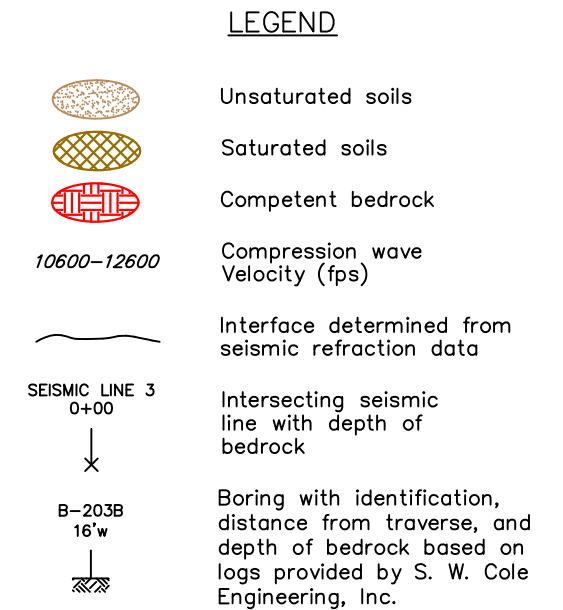 LEGEND
Unsaturated soils
Saturated soils
Competent bedrock
10600-12600
Compression wave
Velocity (fps)
Interface determined from
seismic refraction data
SEISMIC LINE 3
0+00
Intersecting seismic
line with depth of
bedrock
B-203B
16'w
Boring with identification,
distance from traverse, and
depth of bedrock based on
logs provided by S. W. Cole
Engineering, Inc.